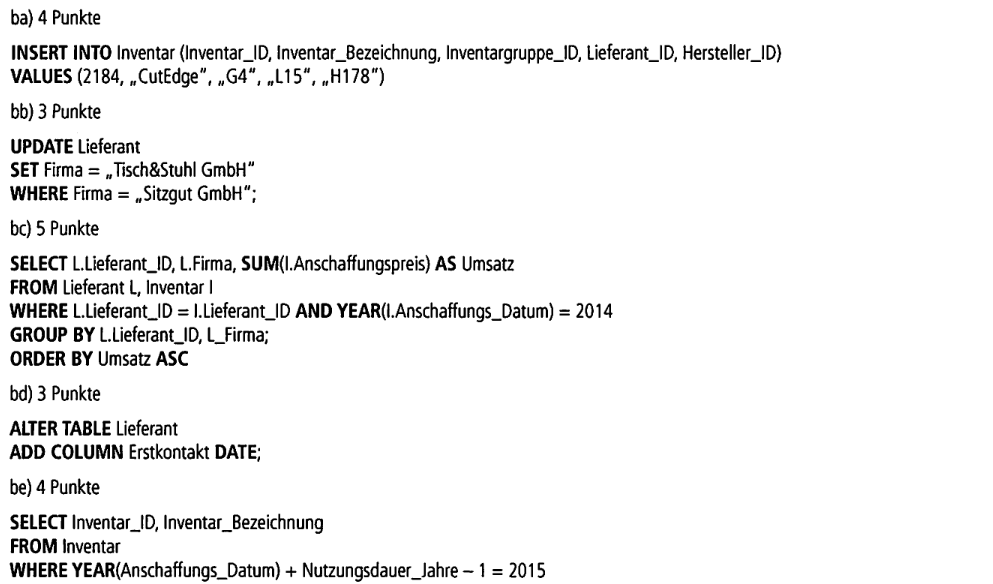 ba) 4 Punkte
INSERT INTO Inventar (Inventar_ID, Inventar_Bezeichnung, Inventargruppe_ID, Lieferant_ID, Hersteller_ID)
VALUES (2184, „CutEdge", „G4", „L15", „H178")
bb) 3 Punkte
UPDATE Lieferant
SET Firma = „Tisch&Stuhl GmbH"
WHERE Firma = „Sitzgut GmbH";
bc) 5 Punkte
SELECT L.Lieferant_ID, L.Firma, SUM(I.Anschaffungspreis) AS Umsatz
FROM Lieferant L, Inventar I
WHERE L.Lieferant_ID = I.Lieferant_ID AND YEAR(I.Anschaffungs_Datum) = 2014
GROUP BY L.Lieferant_ID, L_Firma;
ORDER BY Umsatz ASC
bd) 3 Punkte
ALTER TABLE Lieferant
ADD COLUMN Erstkontakt DATE;
be) 4 Punkte
SELECT Inventar_ID, Inventar_Bezeichnung
FROM Inventar
WHERE YEAR(Anschaffungs_Datum) + Nutzungsdauer_Jahre – 1 = 2015